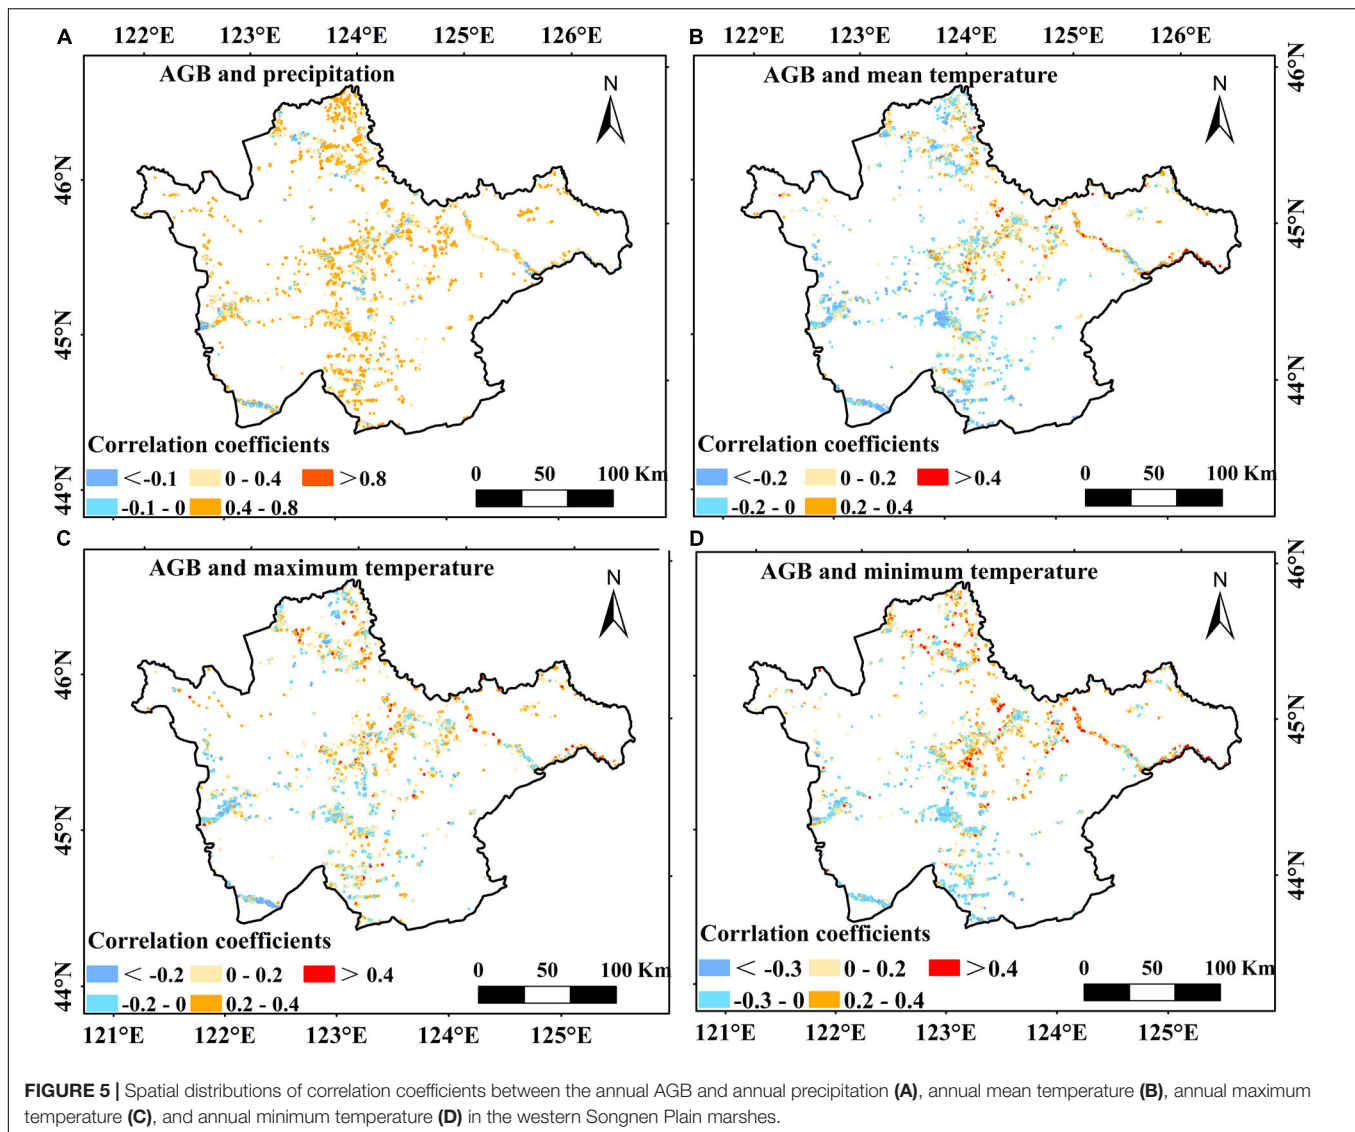 A
122°E 123°E 124°E 125°E 126°E
AGB and precipitation
N
46°N
45°N
44°N
Correlation coefficients
<-0.1 0 - 0.4 >0.8
-0.1 - 0 0.4 - 0.8
0 50 100 Km
B
122°E 123°E 124°E 125°E 126°E
AGB and mean temperature
N
46°N
45°N
44°N
Correlation coefficients
<-0.2 0 - 0.2 >0.4
-0.2 - 0 0.2 - 0.4
0 50 100 Km
C
AGB and maximum temperature
N
46°N
45°N
44°N
Correlation coefficients
< -0.2 0 - 0.2 > 0.4
-0.2 - 0 0.2 - 0.4
0 50 100 Km
121°E 122°E 123°E 124°E 125°E
D
AGB and minimum temperature
N
46°N
45°N
44°N
Corrlation coefficients
< -0.3 0 - 0.2 >0.4
-0.3 - 0 0.2 - 0.4
0 50 100 Km
121°E 122°E 123°E 124°E 125°E
FIGURE 5 | Spatial distributions of correlation coefficients between the annual AGB and annual precipitation (A), annual mean temperature (B), annual maximum
temperature (C), and annual minimum temperature (D) in the western Songnen Plain marshes.